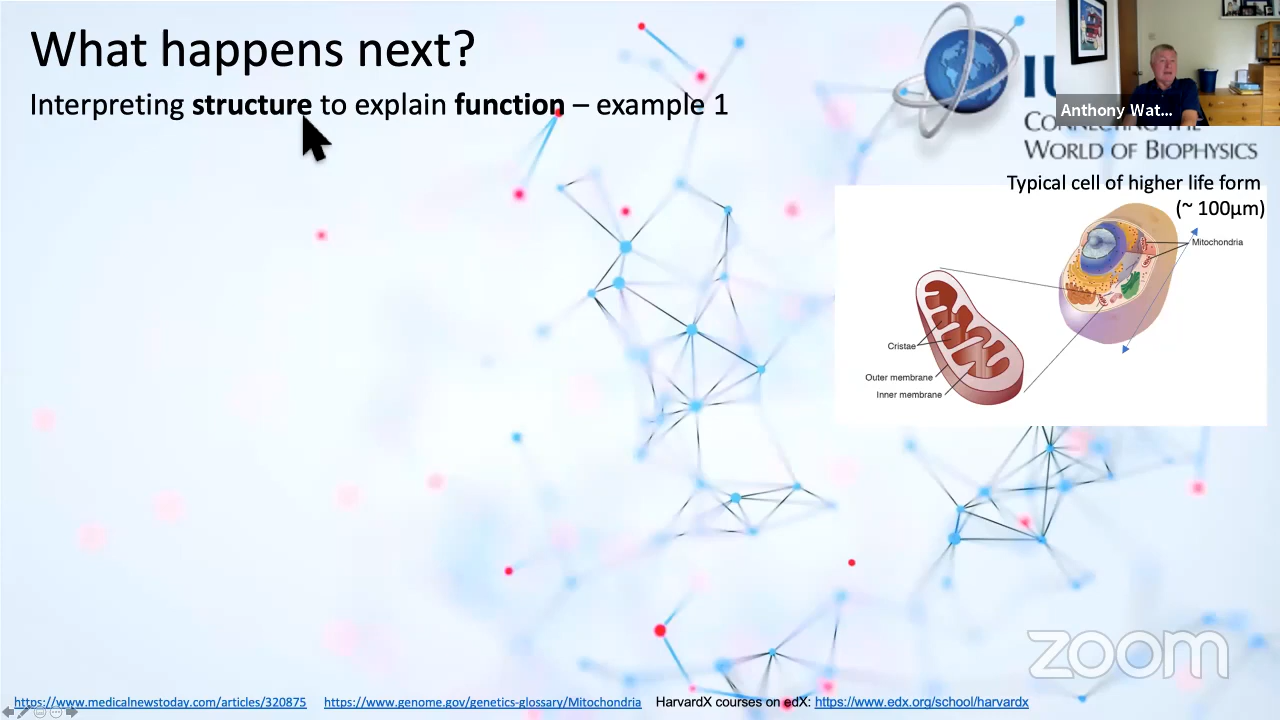 What happens next?
Interpreting structure to explain function – example 1
Anthony Wat...
CONNECTING THE
WORLD OF BIOPHYSICS
Typical cell of higher life form
(~ 100µm)
Mitochondria
Cristae
Outer membrane
Inner membrane
zoom
https://www.medicalnewstoday.com/articles/320875 https://www.genome.gov/genetics-glossary/Mitochondria HarvardX courses on edX: https://www.edx.org/school/harvardx